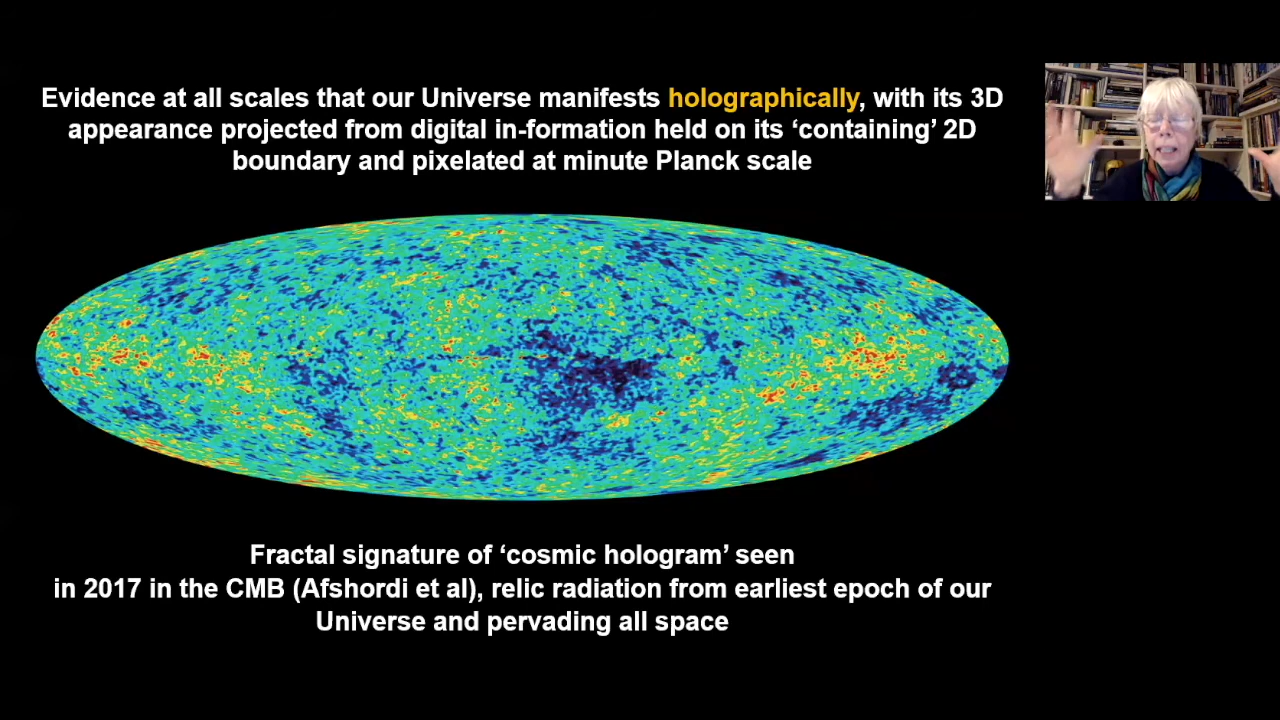 Evidence at all scales that our Universe manifests holographically, with its 3D
appearance projected from digital in-formation held on its ‘containing’ 2D
boundary and pixelated at minute Planck scale
Fractal signature of ‘cosmic hologram’ seen
in 2017 in the CMB (Afshordi et al), relic radiation from earliest epoch of our
Universe and pervading all space